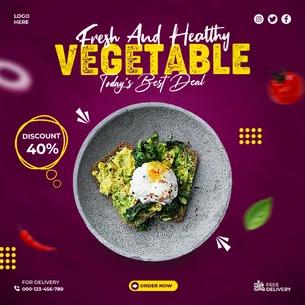 LOGO
HERE
Fresh And Healthy
VEGETABLE
Today's Best Deal
DISCOUNT
40%
FOR DELIVERY
000-123-456-789
ORDER NOW
FREE
DELIVERY